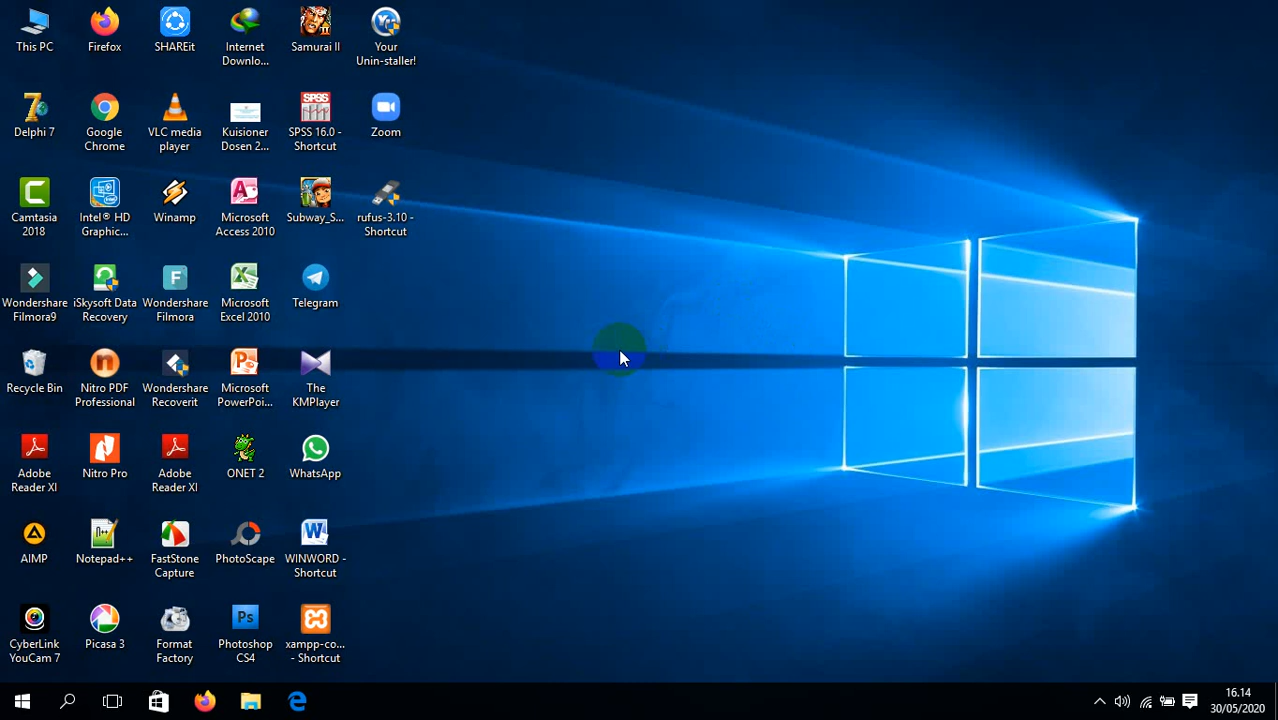 This PC
Firefox
SHAREit
Internet
Downlo...
Samurai II
Your
Unin-staller!
Delphi 7
Google
Chrome
VLC media
player
Kuisioner
Dosen 2...
SPSS
SPSS 16.0 -
Shortcut
Zoom
Camtasia
2018
Intel® HD
Graphic...
Winamp
Microsoft
Access 2010
Subway_S...
rufus-3.10 -
Shortcut
Wondershare
Filmora9
iSkysoft Data
Recovery
Wondershare
Filmora
Microsoft
Excel 2010
Telegram
Recycle Bin
Nitro PDF
Professional
Wondershare
Recoverit
Microsoft
PowerPoi...
The
KMPlayer
Adobe
Reader XI
Nitro Pro
Adobe
Reader XI
ONET 2
WhatsApp
AIMP
Notepad++
FastStone
Capture
PhotoScape
WINWORD -
Shortcut
CyberLink
YouCam 7
Picasa 3
Format
Factory
Ps
Photoshop
CS4
xampp-co...
- Shortcut
16.14
30/05/2020